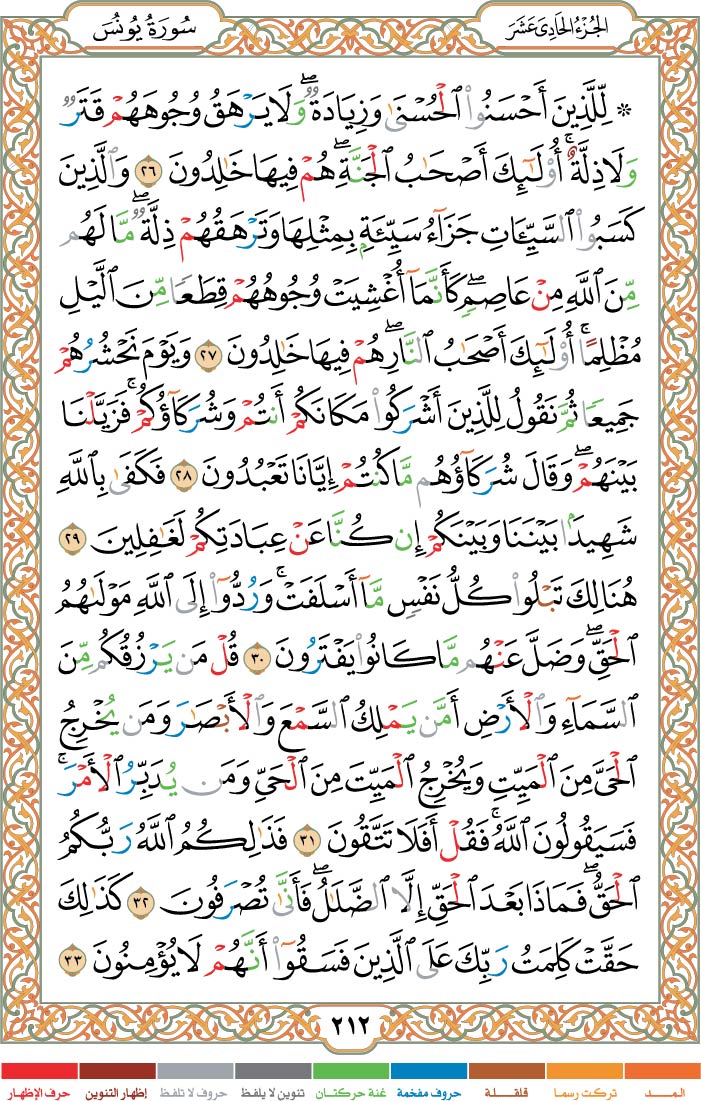 سُورَةُ يُونُسَ
الجُزْءُ الحَادِىَ عَشَرَ
۞ لِّلَّذِينَ أَحْسَنُوا۟ ٱلْحُسْنَىٰ وَزِيَادَةٌۭ ۖ وَلَا يَرْهَقُ وُجُوهَهُمْ قَتَرٌۭ
وَلَا ذِلَّةٌ ۚ أُو۟لَـٰٓئِكَ أَصْحَـٰبُ ٱلْجَنَّةِ ۖ هُمْ فِيهَا خَـٰلِدُونَ ٢٦ وَٱلَّذِينَ
كَسَبُوا۟ ٱلسَّيِّـَٔاتِ جَزَآءُ سَيِّئَةٍۭ بِمِثْلِهَا وَتَرْهَقُهُمْ ذِلَّةٌۭ ۖ مَّا لَهُم
مِّنَ ٱللَّهِ مِنْ عَاصِمٍۢ ۖ كَأَنَّمَآ أُغْشِيَتْ وُجُوهُهُمْ قِطَعًۭا مِّنَ ٱلَّيْلِ
مُظْلِمًا ۚ أُو۟لَـٰٓئِكَ أَصْحَـٰبُ ٱلنَّارِ ۖ هُمْ فِيهَا خَـٰلِدُونَ ٢٧ وَيَوْمَ نَحْشُرُهُمْ
جَمِيعًۭا ثُمَّ نَقُولُ لِلَّذِينَ أَشْرَكُوا۟ مَكَانَكُمْ أَنتُمْ وَشُرَكَآؤُكُمْ ۚ فَزَيَّلْنَا
بَيْنَهُمْ ۖ وَقَالَ شُرَكَآؤُهُم مَّا كُنتُمْ إِيَّانَا تَعْبُدُونَ ٢٨ فَكَفَىٰ بِٱللَّهِ
شَهِيدًۢا بَيْنَنَا وَبَيْنَكُمْ إِن كُنَّا عَنْ عِبَادَتِكُمْ لَغَـٰفِلِينَ ٢٩
هُنَالِكَ تَبْلُوا۟ كُلُّ نَفْسٍۢ مَّآ أَسْلَفَتْ ۚ وَرُدُّوٓا۟ إِلَى ٱللَّهِ مَوْلَىٰهُمُ
ٱلْحَقِّ ۖ وَضَلَّ عَنْهُم مَّا كَانُوا۟ يَفْتَرُونَ ٣٠ قُلْ مَن يَرْزُقُكُم مِّنَ
ٱلسَّمَآءِ وَٱلْأَرْضِ أَمَّن يَمْلِكُ ٱلسَّمْعَ وَٱلْأَبْصَـٰرَ وَمَن يُخْرِجُ
ٱلْحَىَّ مِنَ ٱلْمَيِّتِ وَيُخْرِجُ ٱلْمَيِّتَ مِنَ ٱلْحَىِّ وَمَن يُدَبِّرُ ٱلْأَمْرَ ۚ
فَسَيَقُولُونَ ٱللَّهُ ۚ فَقُلْ أَفَلَا تَتَّقُونَ ٣١ فَذَٰلِكُمُ ٱللَّهُ رَبُّكُمُ
ٱلْحَقُّ ۖ فَمَاذَا بَعْدَ ٱلْحَقِّ إِلَّا ٱلضَّلَـٰلُ ۖ فَأَنَّىٰ تُصْرَفُونَ ٣٢ كَذَٰلِكَ
حَقَّتْ كَلِمَتُ رَبِّكَ عَلَى ٱلَّذِينَ فَسَقُوٓا۟ أَنَّهُمْ لَا يُؤْمِنُونَ ٣٣
٢١٢
المـد تركت رسما قلقلة حروف مفخمة غنة حركتان تنوين لا يلفظ حروف لا تلفظ إظهار التنوين حرف الإظهار